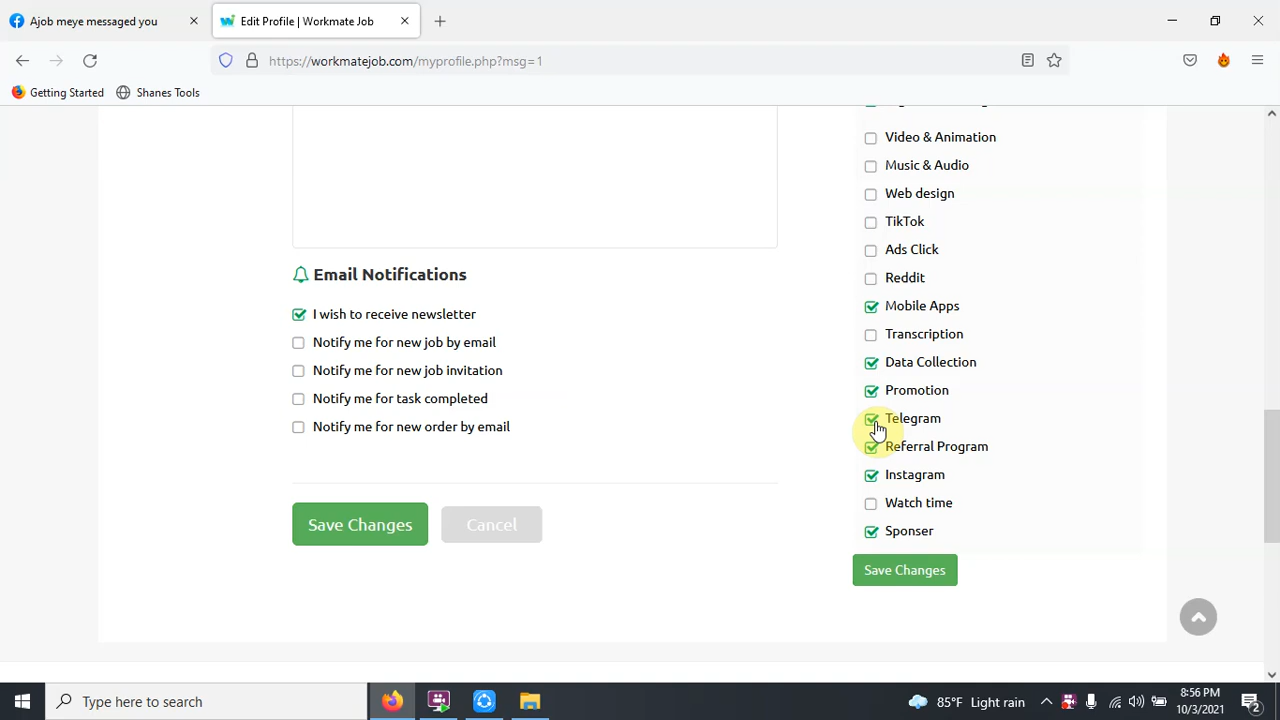 Ajob meye messaged you
Edit Profile | Workmate Job
https://workmatejob.com/myprofile.php?msg=1
Getting Started
Shanes Tools
Video & Animation
Music & Audio
Web design
TikTok
Ads Click
Reddit
Mobile Apps
Transcription
Data Collection
Promotion
Telegram
Referral Program
Instagram
Watch time
Sponser
Save Changes
Email Notifications
I wish to receive newsletter
Notify me for new job by email
Notify me for new job invitation
Notify me for task completed
Notify me for new order by email
Save Changes
Cancel
Type here to search
85°F Light rain
8:56 PM
10/3/2021
2